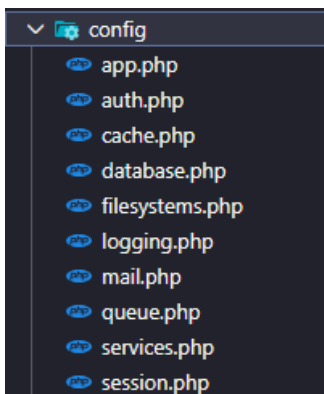 config
app.php
auth.php
cache.php
database.php
filesystems.php
logging.php
mail.php
queue.php
services.php
session.php